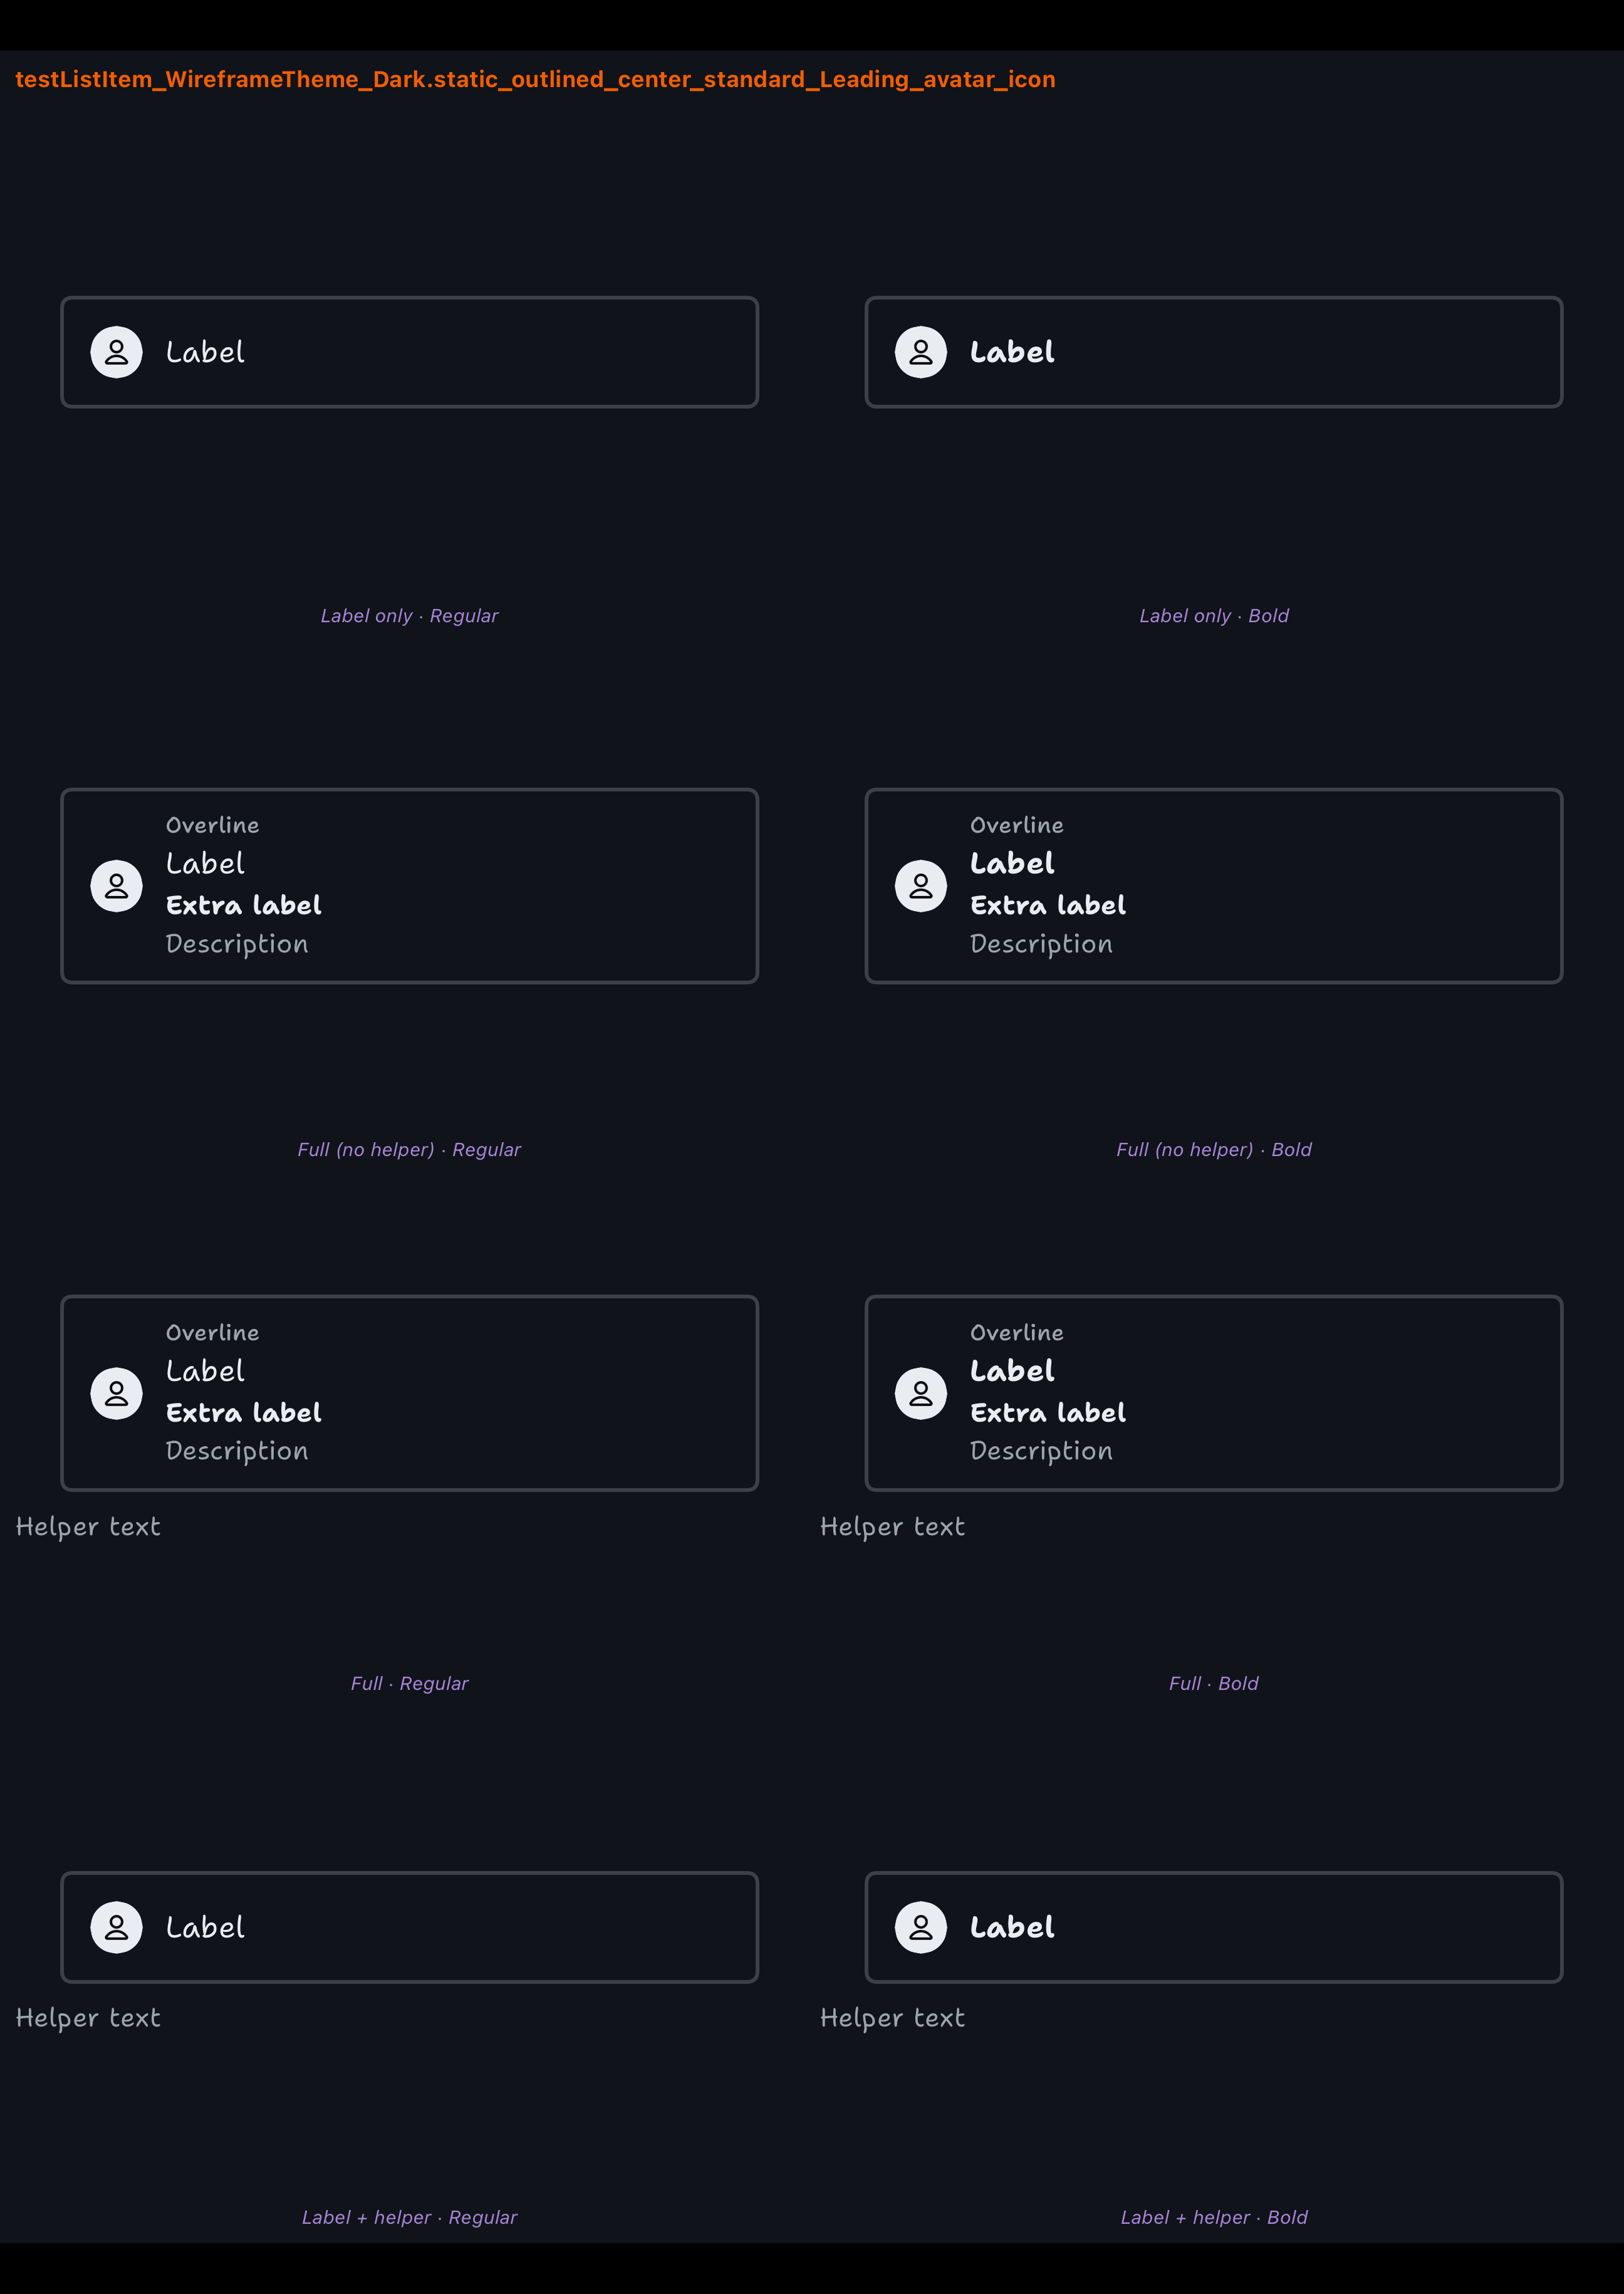 testListItem_WireframeTheme_Dark.static_outlined_center_standard_Leading_avatar_icon
Label
Label
Label only · Regular
Label only · Bold
Overline
Label
Extra label
Description
Overline
Label
Extra label
Description
Full (no helper) · Regular
Full (no helper) · Bold
Overline
Label
Extra label
Description
Helper text
Overline
Label
Extra label
Description
Helper text
Full · Regular
Full · Bold
Label
Helper text
Label
Helper text
Label + helper · Regular
Label + helper · Bold